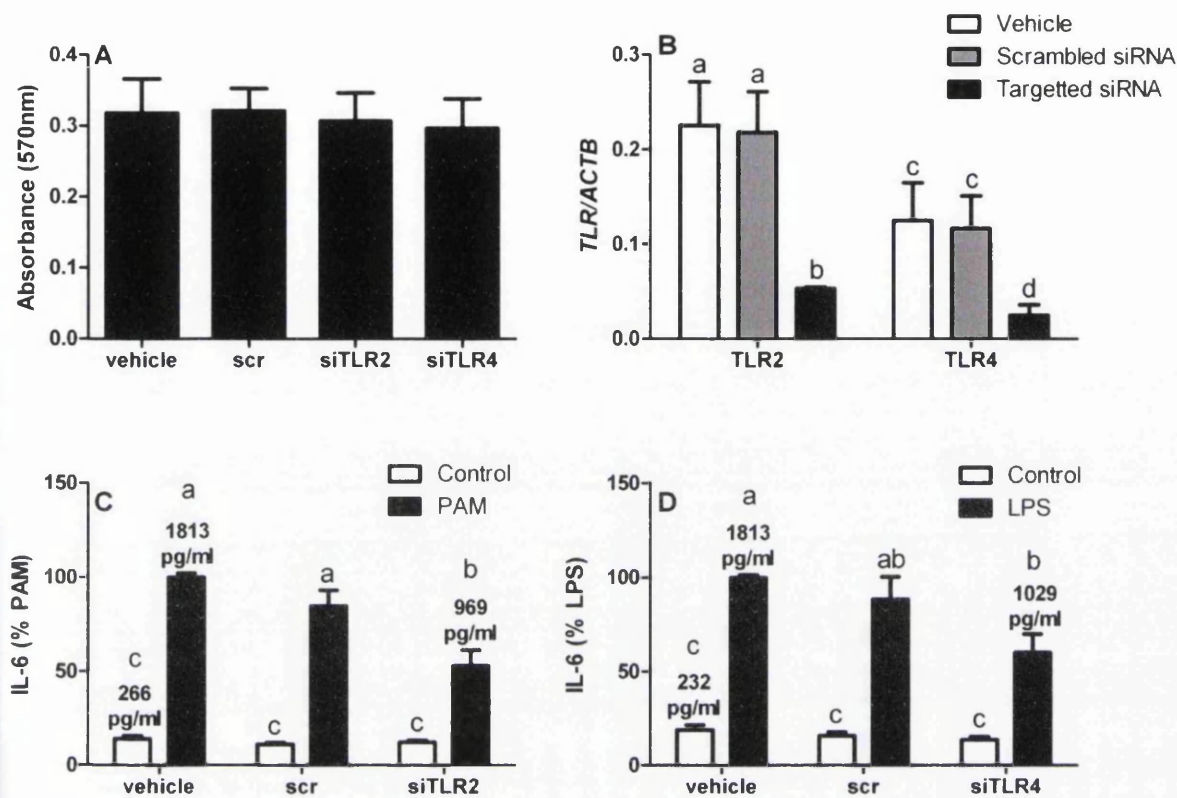 A
Absorbance (570nm)
0.4
0.3
0.2
0.1
0.0
vehicle scr siTLR2 siTLR4
B
Vehicle
Scrambled siRNA
Targetted siRNA
TLR/ACTB
0.3
0.2
0.1
0.0
a a b c c d
TLR2 TLR4
C
Control
PAM
IL-6 (% PAM)
150
100
50
0
c
266
pg/ml
a
1813
pg/ml
c
a
c
b
969
pg/ml
vehicle scr siTLR2
D
Control
LPS
IL-6 (% LPS)
150
100
50
0
c
232
pg/ml
a
1813
pg/ml
c
ab
c
b
1029
pg/ml
vehicle scr siTLR4